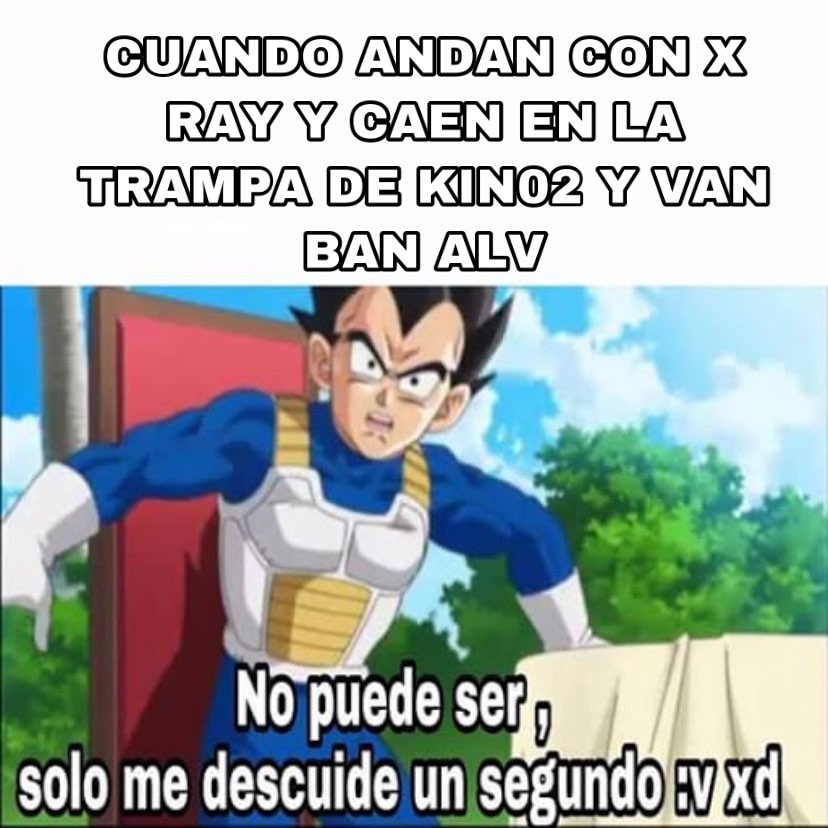 CUANDO ANDAN CON X
RAY Y CAEN EN LA
TRAMPA DE KIN02 Y VAN
BAN ALV
No puede ser ,
solo me descuide un segundo :v xd